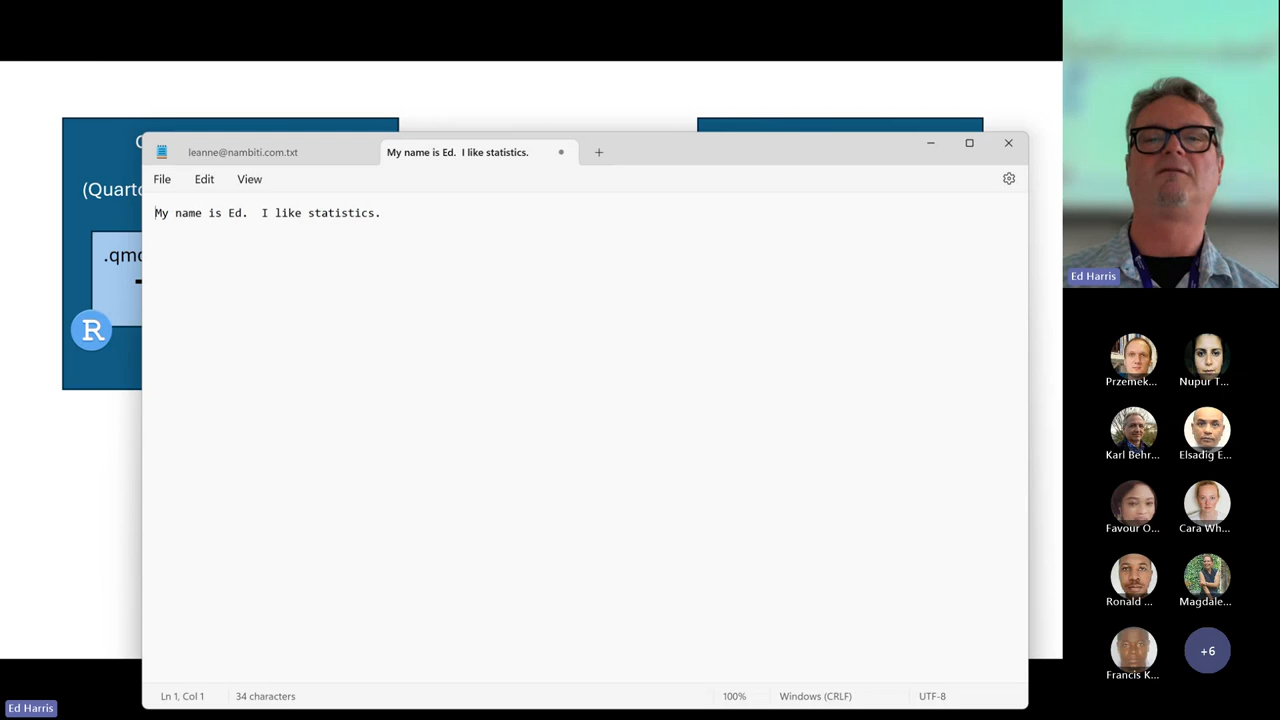 leanne@nambiti.com.txt
My name is Ed.  I like statistics.
File Edit View
My name is Ed.  I like statistics.
(Quarto
.qmd
R
Ln 1, Col 1
34 characters
100%
Windows (CRLF)
UTF-8
Ed Harris
Przemek...
Nupur T...
Karl Behr...
Elsadig E...
Favour O...
Cara Wh...
Ronald ...
Magdale...
Francis K...
+6
Ed Harris